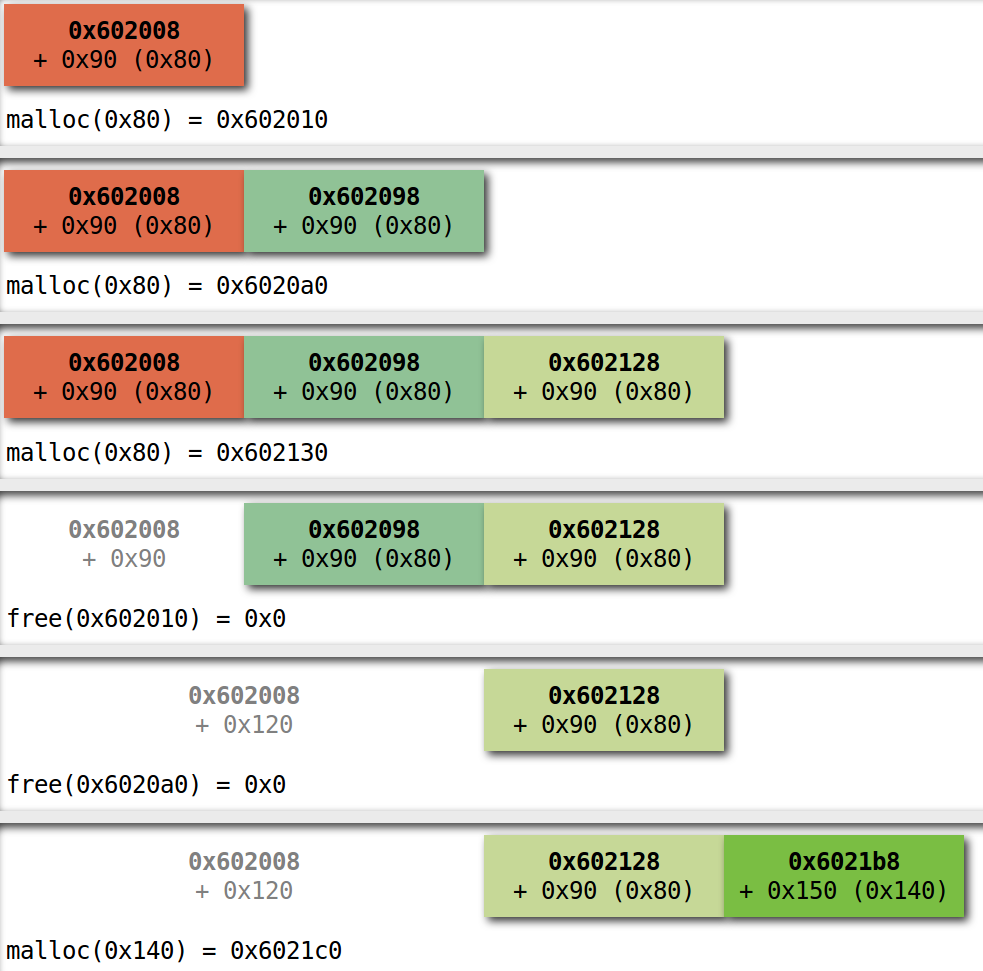 0x602008
+ 0x90 (0x80)
malloc(0x80) = 0x602010
0x602008 0x602098
+ 0x90 (0x80) + 0x90 (0x80)
malloc(0x80) = 0x6020a0
0x602008 0x602098 0x602128
+ 0x90 (0x80) + 0x90 (0x80) + 0x90 (0x80)
malloc(0x80) = 0x602130
0x602008 0x602098 0x602128
+ 0x90 + 0x90 (0x80) + 0x90 (0x80)
free(0x602010) = 0x0
0x602008 0x602128
+ 0x120 + 0x90 (0x80)
free(0x6020a0) = 0x0
0x602008 0x602128 0x6021b8
+ 0x120 + 0x90 (0x80) + 0x150 (0x140)
malloc(0x140) = 0x6021c0